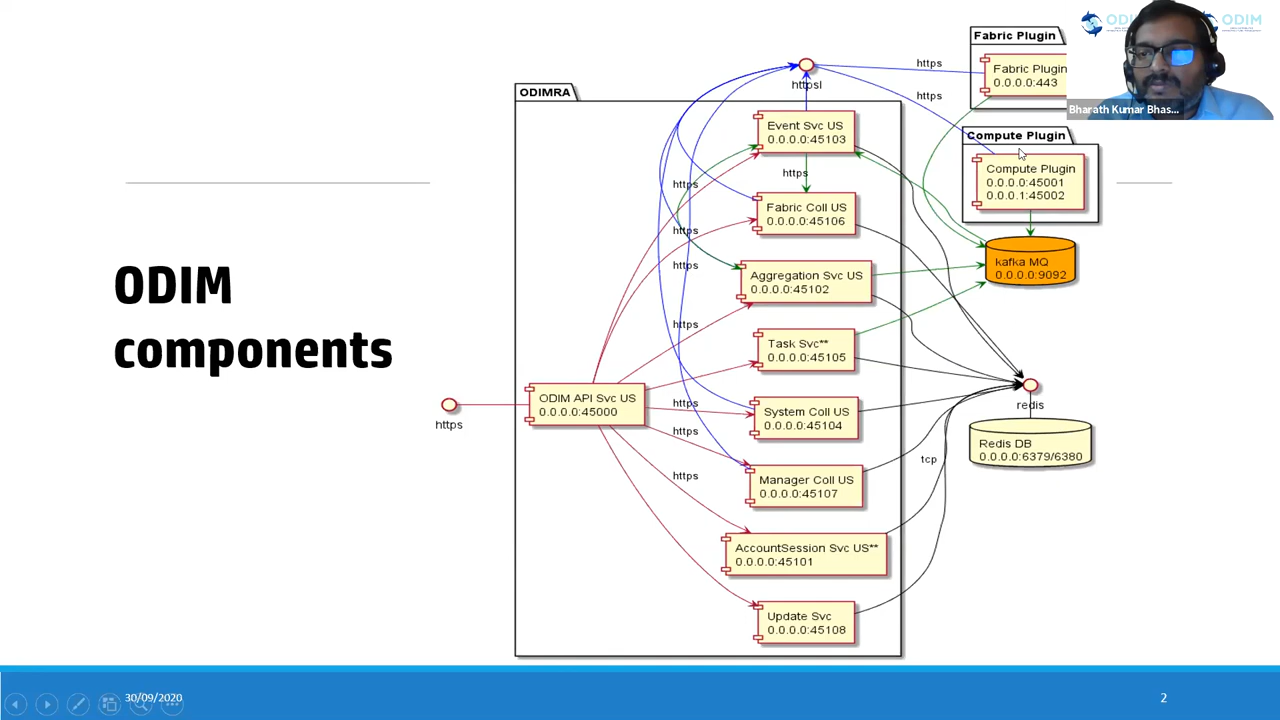 ODIM
components
ODIMRA
https
ODIM API Svc US
0.0.0.0:45000
httpsl
Event Svc US
0.0.0.0:45103
https
https
Fabric Coll US
0.0.0.0:45106
https
https
Aggregation Svc US
0.0.0.0:45102
https
Task Svc**
0.0.0.0:45105
https
System Coll US
0.0.0.0:45104
https
Manager Coll US
0.0.0.0:45107
https
AccountSession Svc US**
0.0.0.0:45101
Update Svc
0.0.0.0:45108
https
https
Fabric Plugin
Fabric Plugin
0.0.0.0:443
Compute Plugin
Compute Plugin
0.0.0.0:45001
0.0.0.1:45002
kafka MQ
0.0.0.0:9092
redis
Redis DB
0.0.0.0:6379/6380
tcp
ODIM
Bharath Kumar Bhas...
30/09/2020
2